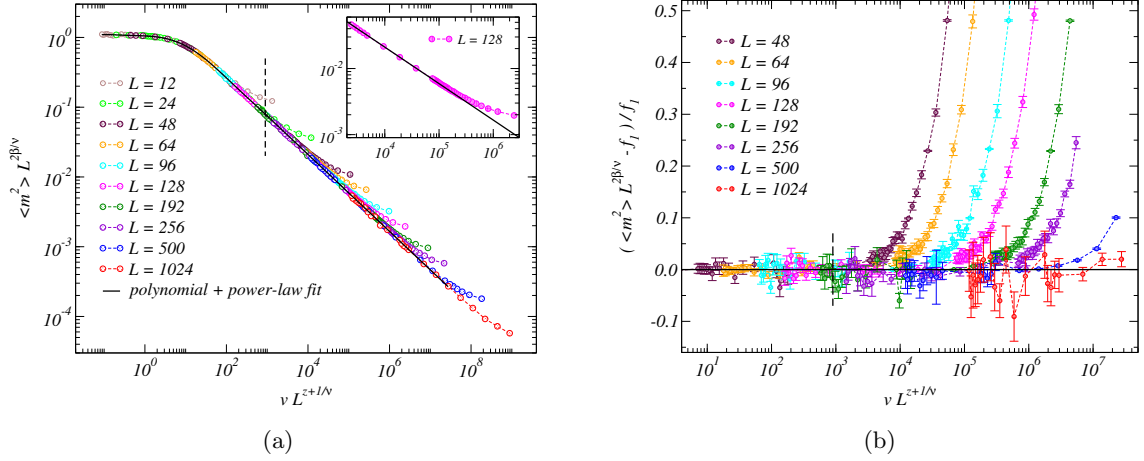 10^0
10^-1
10^-2
10^-3
10^-4
<m^2> L^{2β/ν}
L = 12
L = 24
L = 48
L = 64
L = 96
L = 128
L = 192
L = 256
L = 500
L = 1024
polynomial + power-law fit
L = 128
10^-2
10^-3
10^4 10^5 10^6
10^0 10^2 10^4 10^6 10^8
v L^{z+1/ν}
(a)
0.5
0.4
0.3
0.2
0.1
0.0
-0.1
( <m^2> L^{2β/ν} - f_1 ) / f_1
L = 48
L = 64
L = 96
L = 128
L = 192
L = 256
L = 500
L = 1024
10^1 10^2 10^3 10^4 10^5 10^6 10^7
v L^{z+1/ν}
(b)